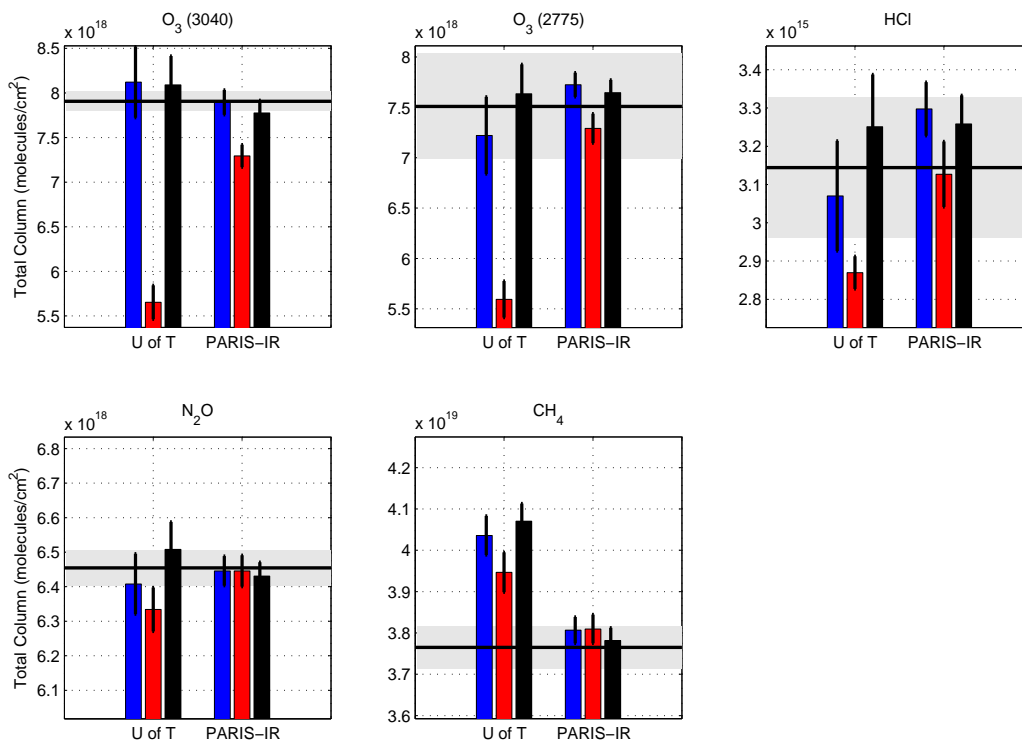 x 10^18
O_3 (3040)
Total Column (molecules/cm^2)
8.5
8
7.5
7
6.5
6
5.5
U of T PARIS–IR
x 10^18
O_3 (2775)
8
7.5
7
6.5
6
5.5
U of T PARIS–IR
x 10^15
HCl
3.4
3.3
3.2
3.1
3
2.9
2.8
U of T PARIS–IR
x 10^18
N_2O
Total Column (molecules/cm^2)
6.8
6.7
6.6
6.5
6.4
6.3
6.2
6.1
U of T PARIS–IR
x 10^19
CH_4
4.2
4.1
4
3.9
3.8
3.7
3.6
U of T PARIS–IR